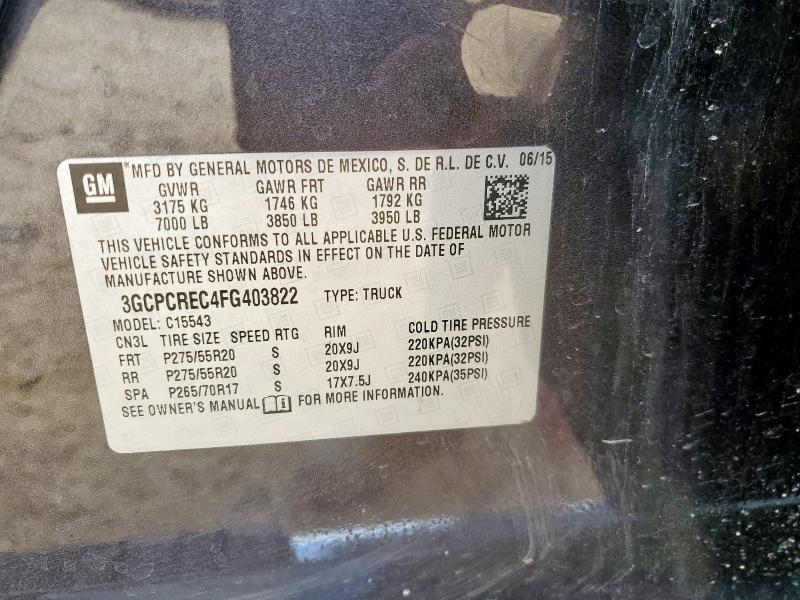 GM
*MFD BY GENERAL MOTORS DE MEXICO, S. DE R.L. DE C.V. 06/15
GVWR GAWR FRT GAWR RR
3175 KG 1746 KG 1792 KG
7000 LB 3850 LB 3950 LB
THIS VEHICLE CONFORMS TO ALL APPLICABLE U.S. FEDERAL MOTOR
VEHICLE SAFETY STANDARDS IN EFFECT ON THE DATE OF
MANUFACTURE SHOWN ABOVE.
3GCPCREC4FG403822 TYPE: TRUCK
MODEL: C15543
CN3L TIRE SIZE SPEED RTG RIM COLD TIRE PRESSURE
FRT P275/55R20 S 20X9J 220KPA(32PSI)
RR P275/55R20 S 20X9J 220KPA(32PSI)
SPA P265/70R17 S 17X7.5J 240KPA(35PSI)
SEE OWNER'S MANUAL FOR MORE INFORMATION.